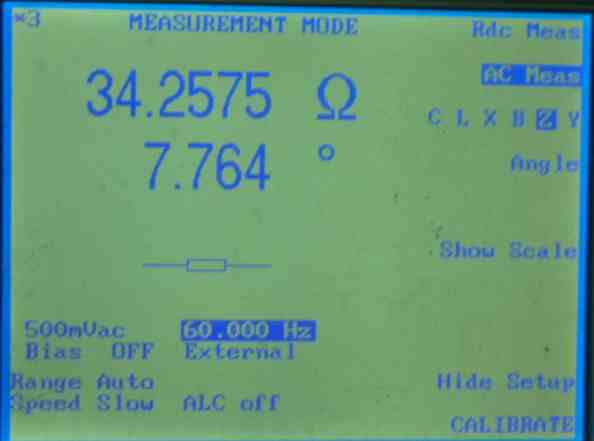 *3 MEASUREMENT MODE Rdc Meas
AC Meas
34.2575 Ω
C L X B Z Y
7.764 °
Angle
Show Scale
500mVac 60.000 Hz
Bias OFF External
Range Auto Hide Setup
Speed Slow ALC off
CALIBRATE